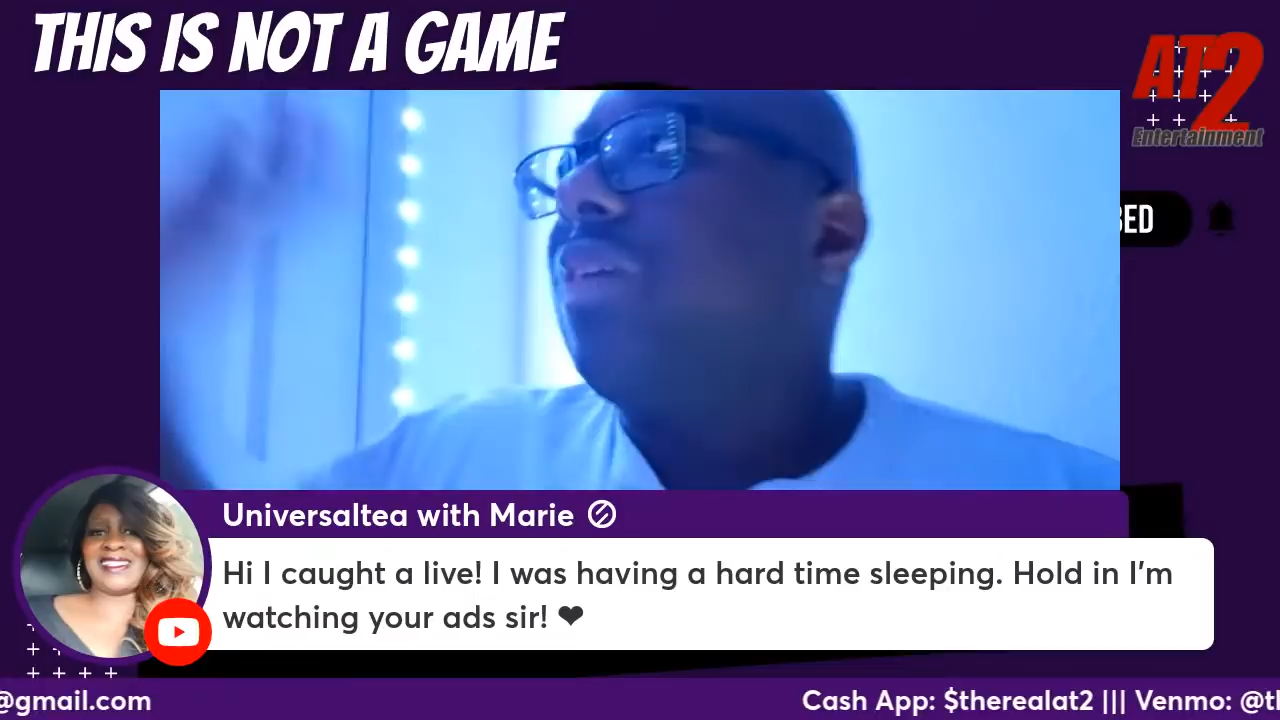 THIS IS NOT A GAME
AT2
Entertainment
Universaltea with Marie
Hi I caught a live! I was having a hard time sleeping. Hold in I'm
watching your ads sir! ❤
@gmail.com
Cash App: $therealat2 ||| Venmo: